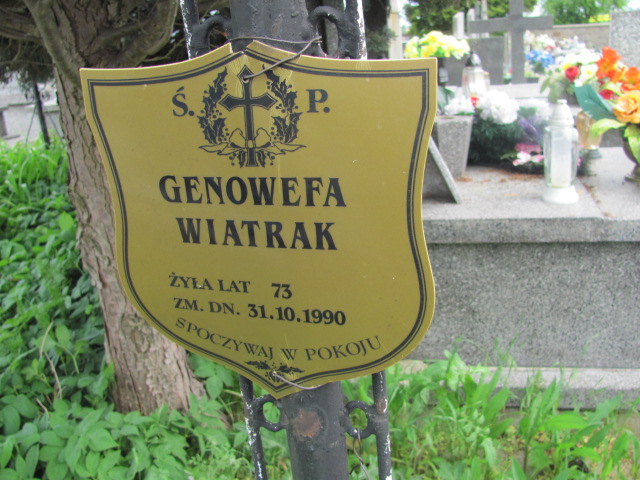 Ś. P.
GENOWEFA
WIATRAK
ŻYŁA LAT 73
ZM. DN. 31.10.1990
SPOCZYWAJ W POKOJU